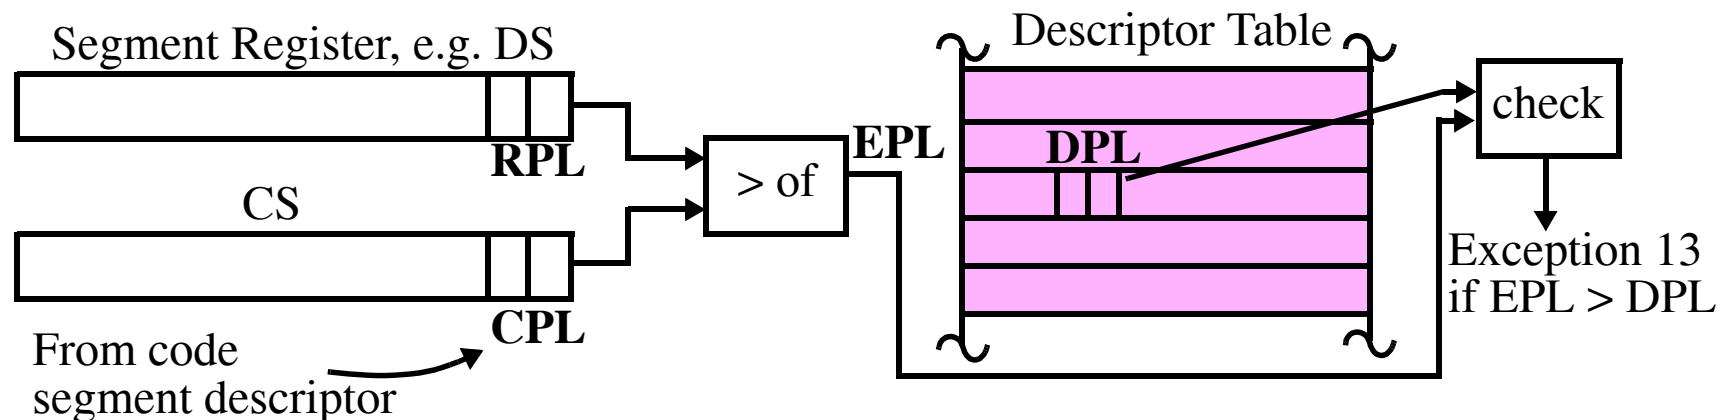 Segment Register, e.g. DS
RPL
CS
CPL
From code
segment descriptor
> of
EPL
Descriptor Table
DPL
check
Exception 13
if EPL > DPL